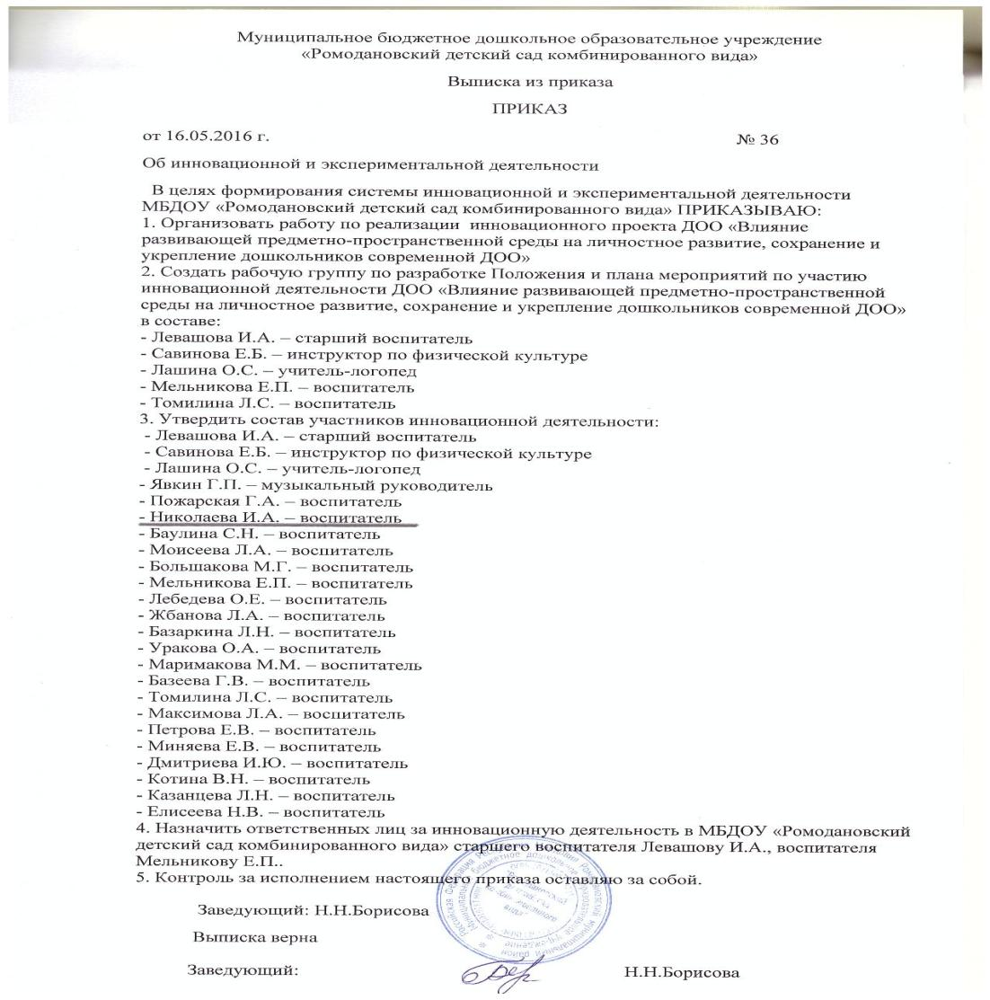 Муниципальное бюджетное дошкольное образовательное учреждение
«Ромодановский детский сад комбинированного вида»
Выписка из приказа
ПРИКАЗ
от 16.05.2016 г. № 36
Об инновационной и экспериментальной деятельности
В целях формирования системы инновационной и экспериментальной деятельности
МБДОУ «Ромодановский детский сад комбинированного вида» ПРИКАЗЫВАЮ:
1. Организовать работу по реализации инновационного проекта ДОО «Влияние
развивающей предметно-пространственной среды на личностное развитие, сохранение и
укрепление дошкольников современной ДОО»
2. Создать рабочую группу по разработке Положения и плана мероприятий по участию
инновационной деятельности ДОО «Влияние развивающей предметно-пространственной
среды на личностное развитие, сохранение и укрепление дошкольников современной ДОО»
в составе:
- Левашова И.А. – старший воспитатель
- Савинова Е.Б. – инструктор по физической культуре
- Лашина О.С. – учитель-логопед
- Мельникова Е.П. – воспитатель
- Томилина Л.С. – воспитатель
3. Утвердить состав участников инновационной деятельности:
- Левашова И.А. – старший воспитатель
- Савинова Е.Б. – инструктор по физической культуре
- Лашина О.С. – учитель-логопед
- Явкин Г.П. – музыкальный руководитель
- Пожарская Г.А. – воспитатель
- Николаева И.А. – воспитатель
- Баулина С.Н. – воспитатель
- Моисеева Л.А. – воспитатель
- Большакова М.Г. – воспитатель
- Мельникова Е.П. – воспитатель
- Лебедева О.Е. – воспитатель
- Жбанова Л.А. – воспитатель
- Базаркина Л.Н. – воспитатель
- Уракова О.А. – воспитатель
- Маримакова М.М. – воспитатель
- Базеева Г.В. – воспитатель
- Томилина Л.С. – воспитатель
- Максимова Л.А. – воспитатель
- Петрова Е.В. – воспитатель
- Миняева Е.В. – воспитатель
- Дмитриева И.Ю. – воспитатель
- Котина В.Н. – воспитатель
- Казанцева Л.Н. – воспитатель
- Елисеева Н.В. – воспитатель
4. Назначить ответственных лиц за инновационную деятельность в МБДОУ «Ромодановский
детский сад комбинированного вида» старшего воспитателя Левашову И.А., воспитателя
Мельникову Е.П..
5. Контроль за исполнением настоящего приказа оставляю за собой.
Заведующий: Н.Н.Борисова
Выписка верна
Заведующий: Н.Н.Борисова